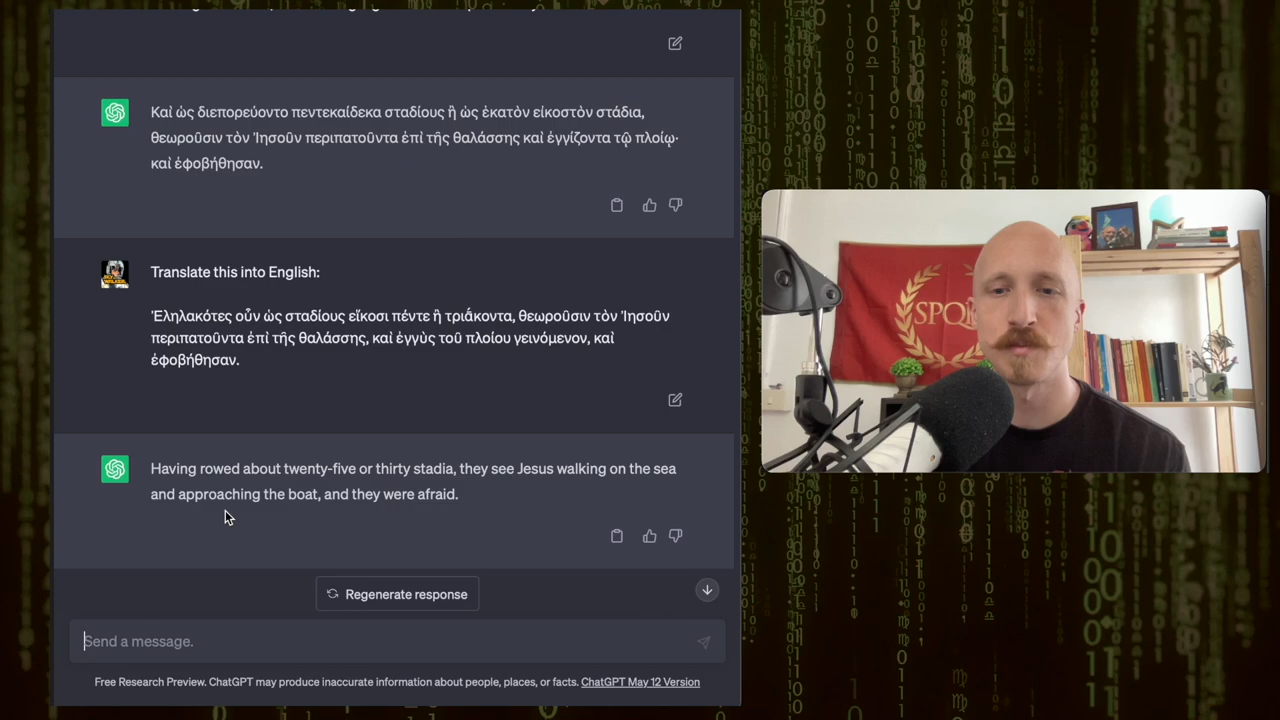 Καὶ ὡς διεπορεύοντο πεντεκαίδεκα σταδίους ἢ ὡς ἑκατὸν εἰκοστὸν στάδια,
θεωροῦσιν τὸν Ἰησοῦν περιπατοῦντα ἐπὶ τῆς θαλάσσης καὶ ἐγγίζοντα τῷ πλοίῳ·
καὶ ἐφοβήθησαν.
Translate this into English:
Ἐληλακότες οὖν ὡς σταδίους εἴκοσι πέντε ἢ τριάκοντα, θεωροῦσιν τὸν Ἰησοῦν
περιπατοῦντα ἐπὶ τῆς θαλάσσης, καὶ ἐγγὺς τοῦ πλοίου γεινόμενον, καὶ
ἐφοβήθησαν.
Having rowed about twenty-five or thirty stadia, they see Jesus walking on the sea
and approaching the boat, and they were afraid.
Regenerate response
Send a message.
Free Research Preview. ChatGPT may produce inaccurate information about people, places, or facts. ChatGPT May 12 Version
SPQR